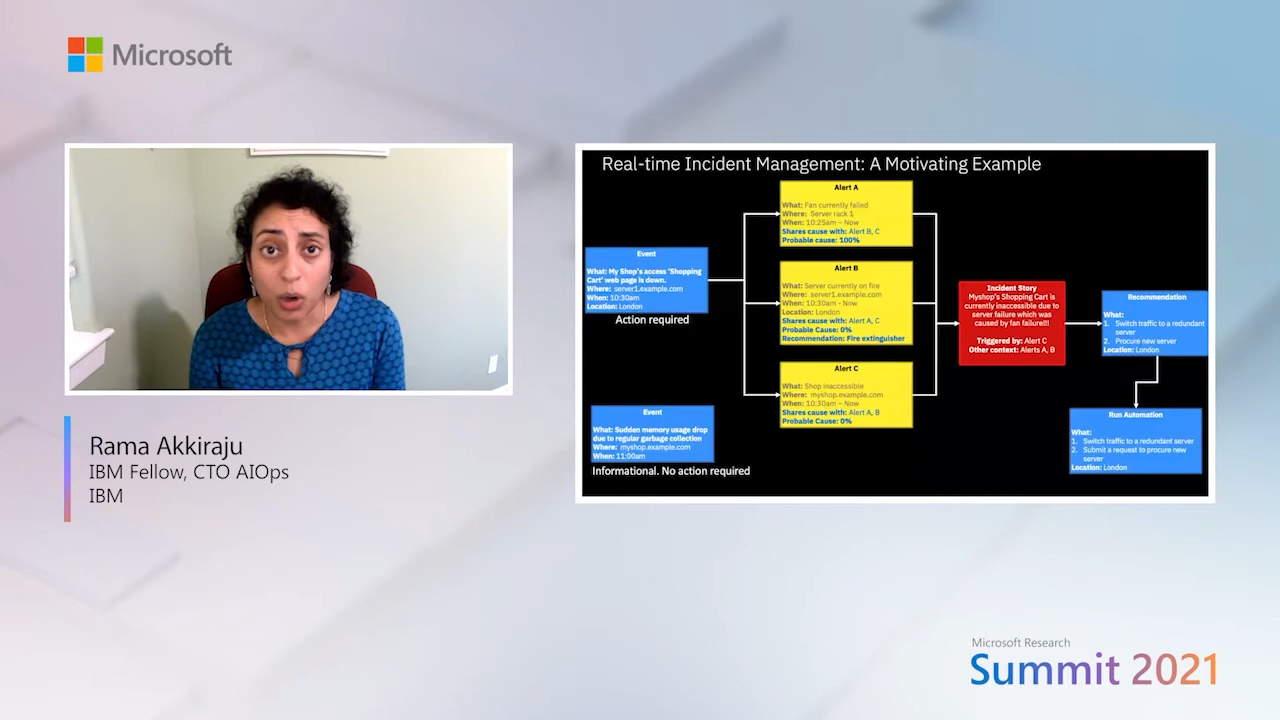 Microsoft
Real-time Incident Management: A Motivating Example
Event
What: My Shop's access 'Shopping
Cart' web page is down.
Where: server1.example.com
When: 10:30am
Location: London
Action required
Event
What: Sudden memory usage drop
due to regular garbage collection
Where: myshop.example.com
When: 11:00am
Informational. No action required
Alert A
What: Fan currently failed
Where: Server rack 1
When: 10:25am – Now
Shares cause with: Alert B, C
Probable cause: 100%
Alert B
What: Server currently on fire
Where: server1.example.com
When: 10:30am - Now
Location: London
Shares cause with: Alert A, C
Probable Cause: 0%
Recommendation: Fire extinguisher
Alert C
What: Shop inaccessible
Where: myshop.example.com
When: 10:30am – Now
Shares cause with: Alert A, B
Probable Cause: 0%
Incident Story
Myshop's Shopping Cart is
currently inaccessible due to
server failure which was
caused by fan failure!!!
Triggered by: Alert C
Other context: Alerts A, B
Recommendation
What:
1. Switch traffic to a redundant
server
2. Procure new server
Location: London
Run Automation
What:
1. Switch traffic to a redundant server
2. Submit a request to procure new
server
Location: London
Rama Akkiraju
IBM Fellow, CTO AIOps
IBM
Microsoft Research
Summit 2021